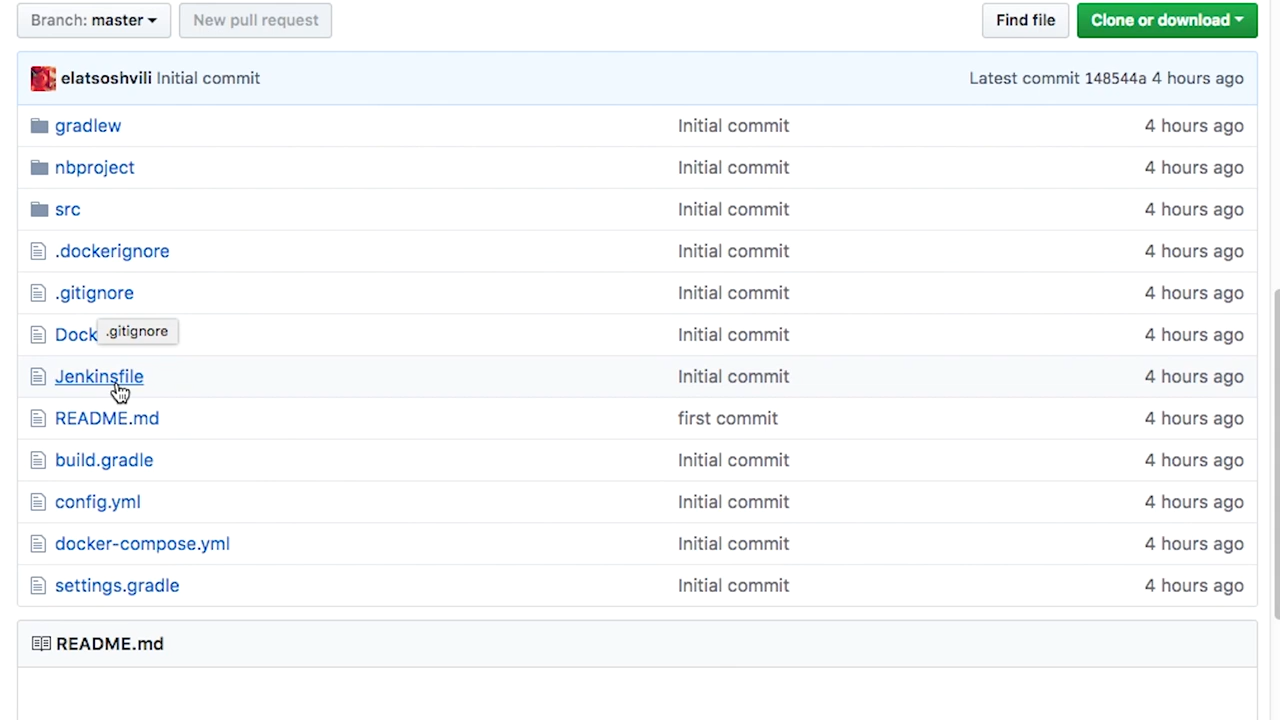 Branch: master New pull request Find file Clone or download
elatsoshvili Initial commit Latest commit 148544a 4 hours ago
gradlew Initial commit 4 hours ago
nbproject Initial commit 4 hours ago
src Initial commit 4 hours ago
.dockerignore Initial commit 4 hours ago
.gitignore Initial commit 4 hours ago
Dock .gitignore Initial commit 4 hours ago
Jenkinsfile Initial commit 4 hours ago
README.md first commit 4 hours ago
build.gradle Initial commit 4 hours ago
config.yml Initial commit 4 hours ago
docker-compose.yml Initial commit 4 hours ago
settings.gradle Initial commit 4 hours ago
README.md